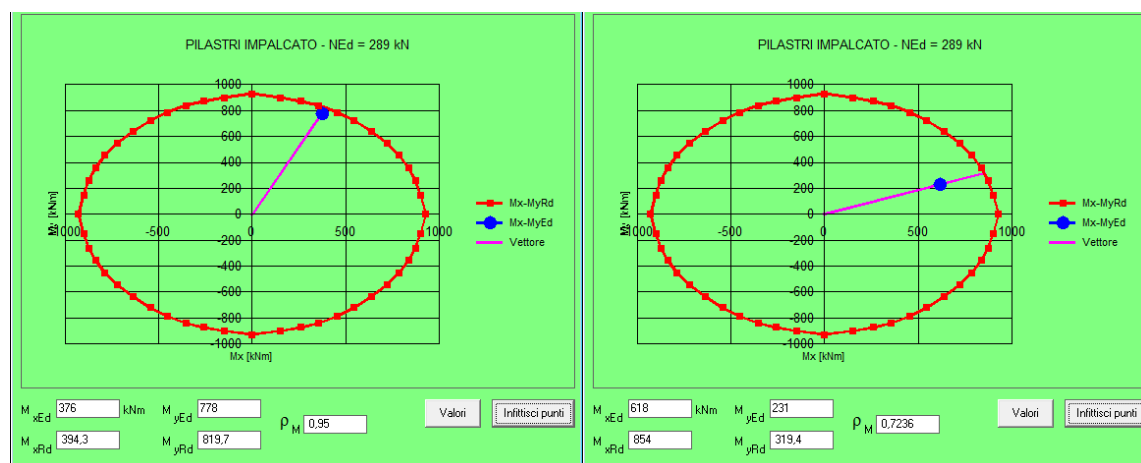 PILASTRI IMPALCATO - NEd = 289 kN
1000
800
600
400
200
0
-200
-400
-600
-800
-1000
-1000
-500
0
500
1000
Mx [kNm]
Mx-MyRd
Mx-MyEd
Vettore
M xEd 376 kNm M yEd 778
M xRd 394,3 M yRd 819,7
ρ M 0,95
Valori
Infittisci punti
PILASTRI IMPALCATO - NEd = 289 kN
1000
800
600
400
200
0
-200
-400
-600
-800
-1000
-1000
-500
0
500
1000
Mx [kNm]
Mx-MyRd
Mx-MyEd
Vettore
M xEd 618 kNm M yEd 231
M xRd 854 M yRd 319,4
ρ M 0,7236
Valori
Infittisci punti